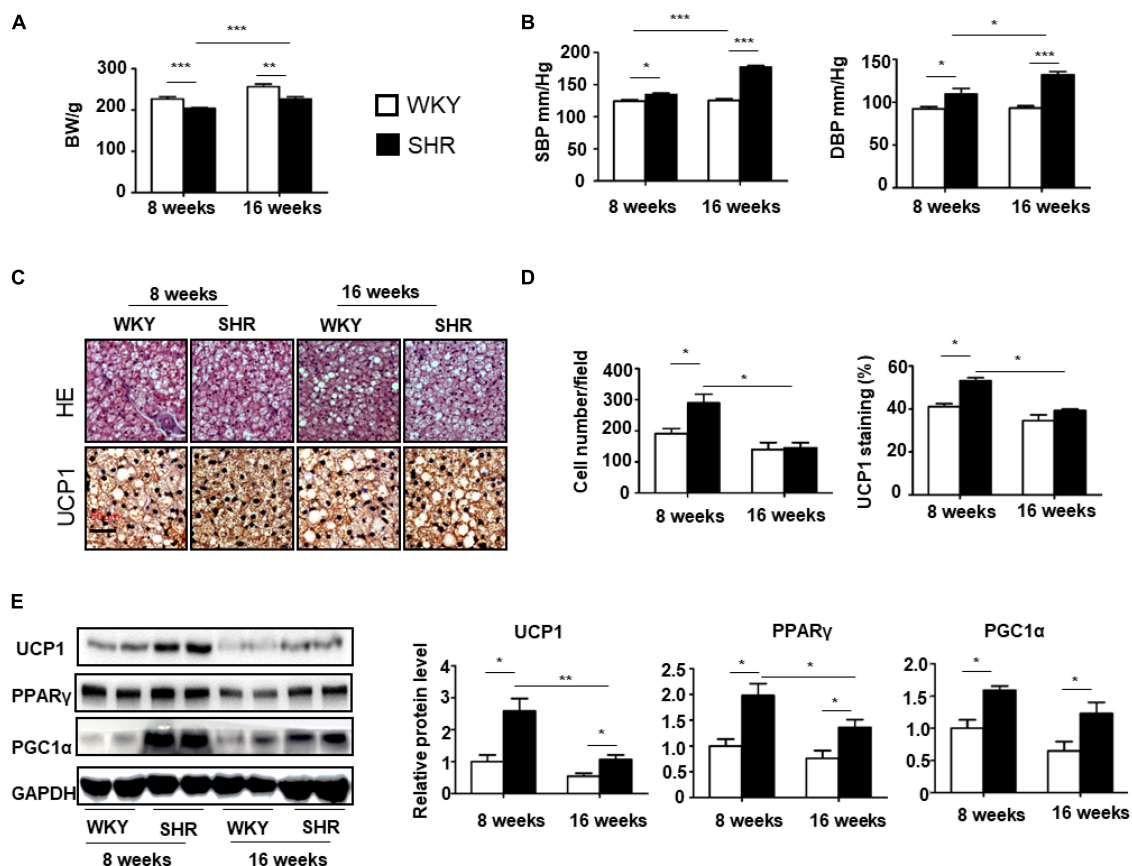 A
BW/g
300
200
100
0
***
***
**
8 weeks
16 weeks
WKY
SHR
B
SBP mm/Hg
200
150
100
50
0
***
*
***
8 weeks
16 weeks
DBP mm/Hg
150
100
50
0
*
*
***
8 weeks
16 weeks
C
8 weeks
16 weeks
WKY
SHR
WKY
SHR
HE
UCP1
D
Cell number/field
400
300
200
100
0
*
*
8 weeks
16 weeks
UCP1 staining (%)
60
40
20
0
*
*
8 weeks
16 weeks
E
UCP1
PPARγ
PGC1α
GAPDH
WKY
SHR
WKY
SHR
8 weeks
16 weeks
Relative protein level
UCP1
4
3
2
1
0
*
**
*
8 weeks
16 weeks
PPARγ
2.5
2.0
1.5
1.0
0.5
0
*
*
*
8 weeks
16 weeks
PGC1α
2.0
1.5
1.0
0.5
0
*
*
8 weeks
16 weeks